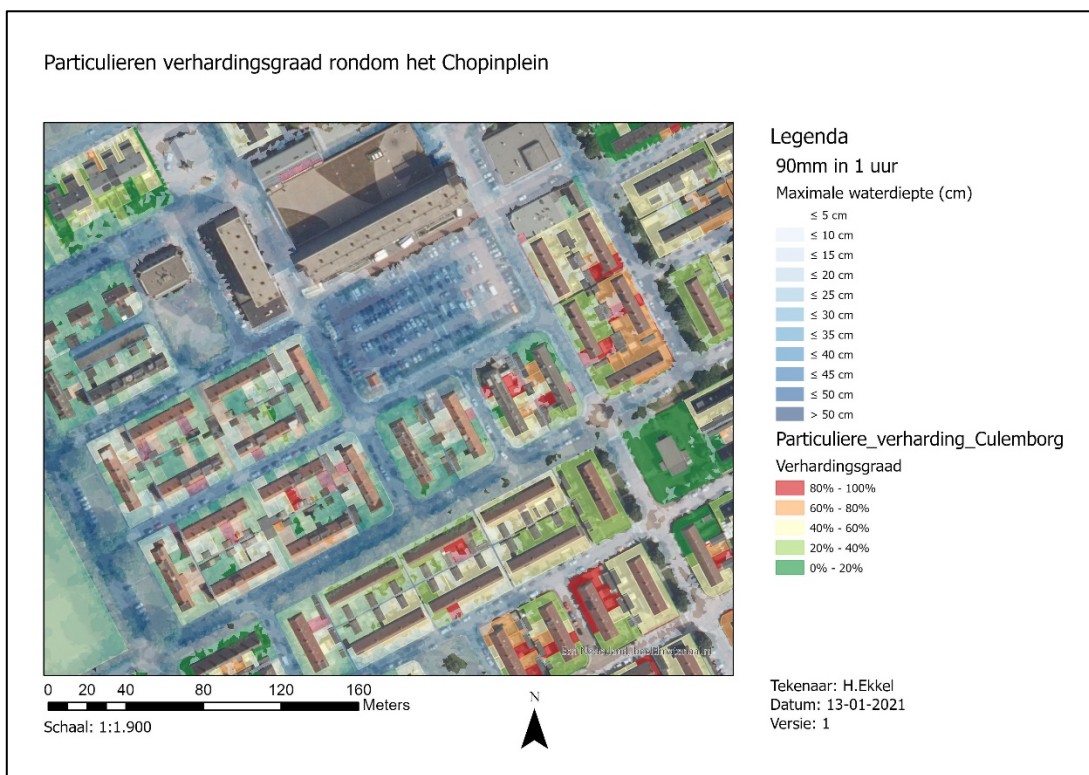 Particulieren verhardingsgraad rondom het Chopinplein
Legenda
90mm in 1 uur
Maximale waterdiepte (cm)
≤ 5 cm
≤ 10 cm
≤ 15 cm
≤ 20 cm
≤ 25 cm
≤ 30 cm
≤ 35 cm
≤ 40 cm
≤ 45 cm
≤ 50 cm
> 50 cm
Particuliere_verharding_Culemborg
Verhardingsgraad
80% - 100%
60% - 80%
40% - 60%
20% - 40%
0% - 20%
0 20 40 80 120 160
Meters
Schaal: 1:1.900
N
Tekenaar: H.Ekkel
Datum: 13-01-2021
Versie: 1